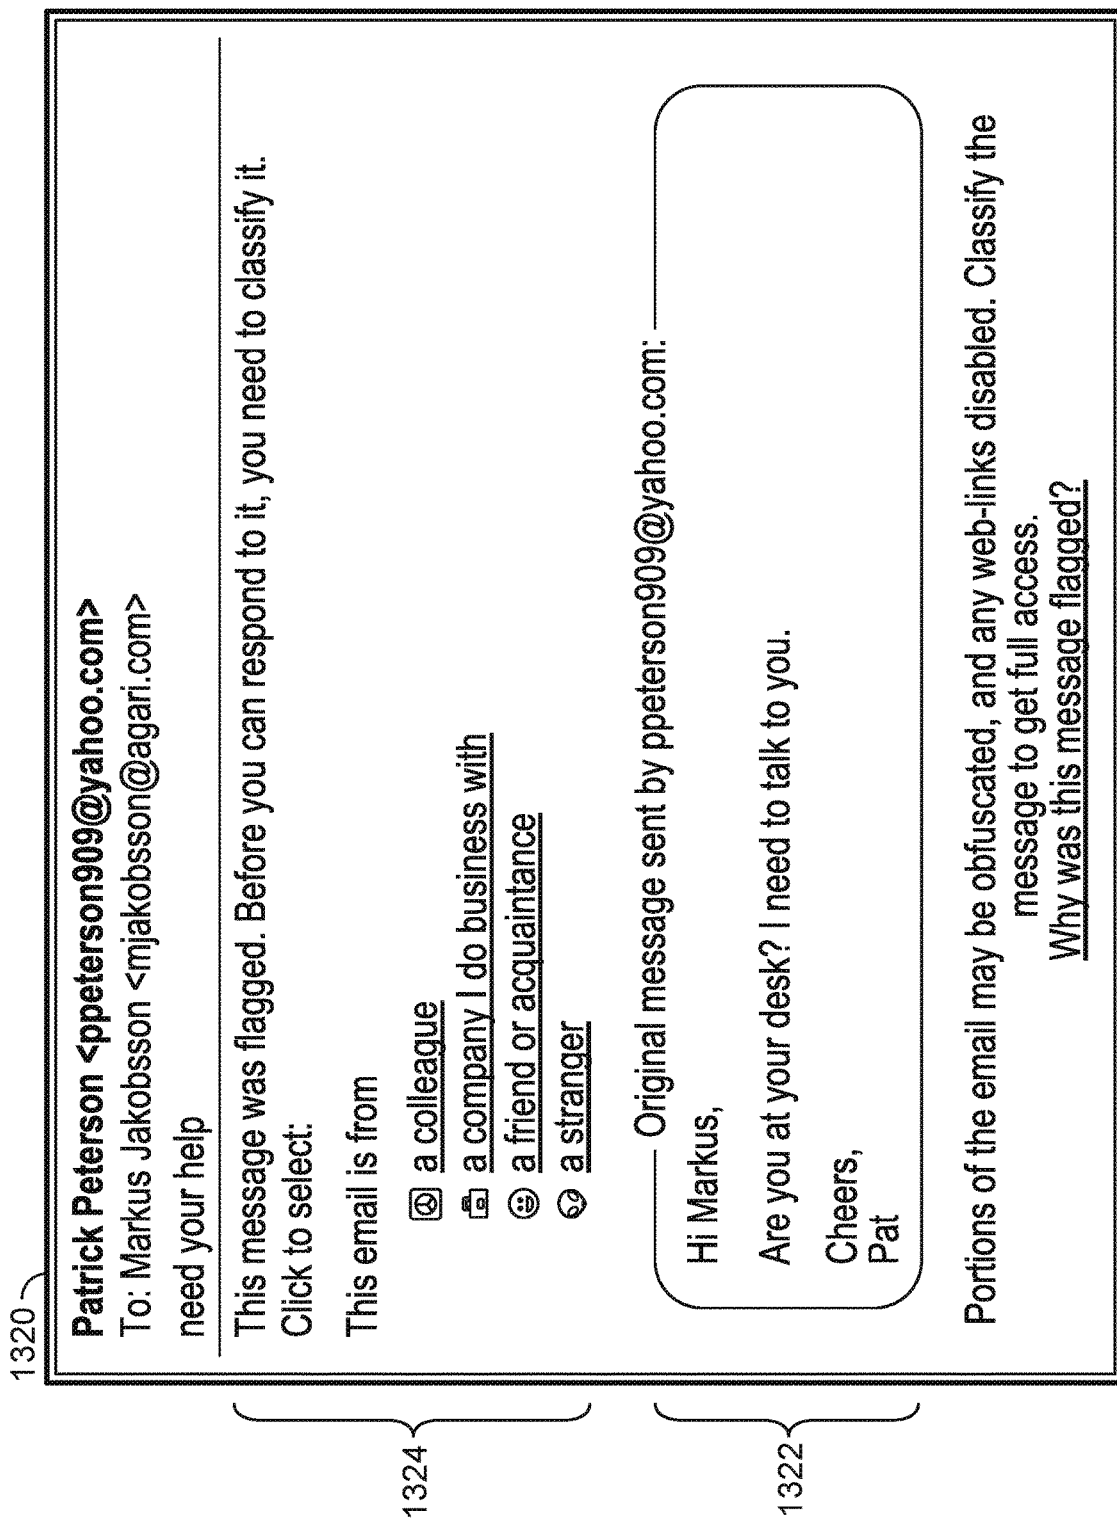 1320
Patrick Peterson <ppeterson909@yahoo.com>
To: Markus Jakobsson <mjakobsson@agari.com>
need your help
This message was flagged. Before you can respond to it, you need to classify it.
Click to select:
This email is from
a colleague
a company I do business with
a friend or acquaintance
a stranger
1324
Original message sent by ppeterson909@yahoo.com:
Hi Markus,
Are you at your desk? I need to talk to you.
Cheers,
Pat
1322
Portions of the email may be obfuscated, and any web-links disabled. Classify the
message to get full access.
Why was this message flagged?